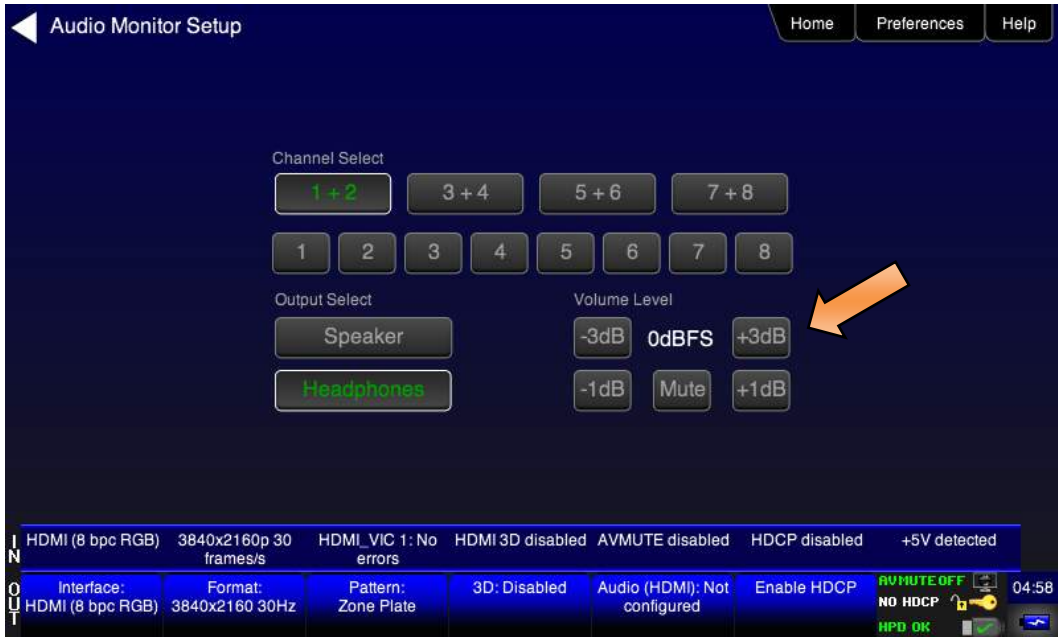 Audio Monitor Setup
Home
Preferences
Help
Channel Select
1 + 2
3 + 4
5 + 6
7 + 8
1
2
3
4
5
6
7
8
Output Select
Volume Level
Speaker
-3dB
0dBFS
+3dB
Headphones
-1dB
Mute
+1dB
IN
HDMI (8 bpc RGB)
3840x2160p 30
frames/s
HDMI_VIC 1: No
errors
HDMI 3D disabled
AVMUTE disabled
HDCP disabled
+5V detected
OUT
Interface:
HDMI (8 bpc RGB)
Format:
3840x2160 30Hz
Pattern:
Zone Plate
3D: Disabled
Audio (HDMI): Not
configured
Enable HDCP
AVMUTE OFF
NO HDCP
HPD OK
04:58